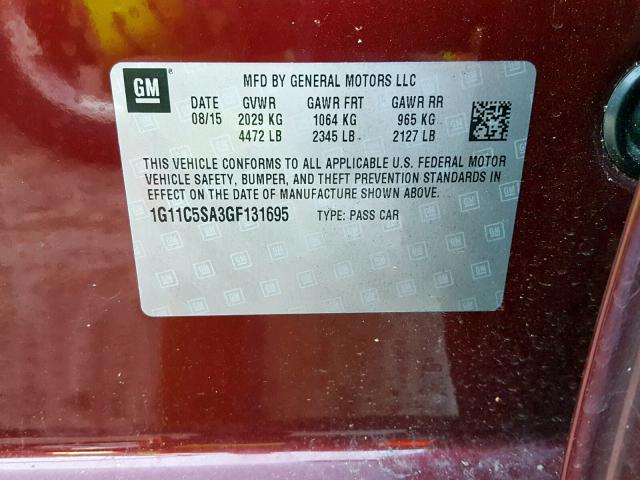 GM ® MFD BY GENERAL MOTORS LLC
DATE GVWR GAWR FRT GAWR RR
08/15 2029 KG 1064 KG 965 KG
4472 LB 2345 LB 2127 LB
THIS VEHICLE CONFORMS TO ALL APPLICABLE U.S. FEDERAL MOTOR
VEHICLE SAFETY, BUMPER, AND THEFT PREVENTION STANDARDS IN
EFFECT ON THE DATE OF MANUFACTURE SHOWN ABOVE.
1G11C5SA3GF131695 TYPE: PASS CAR